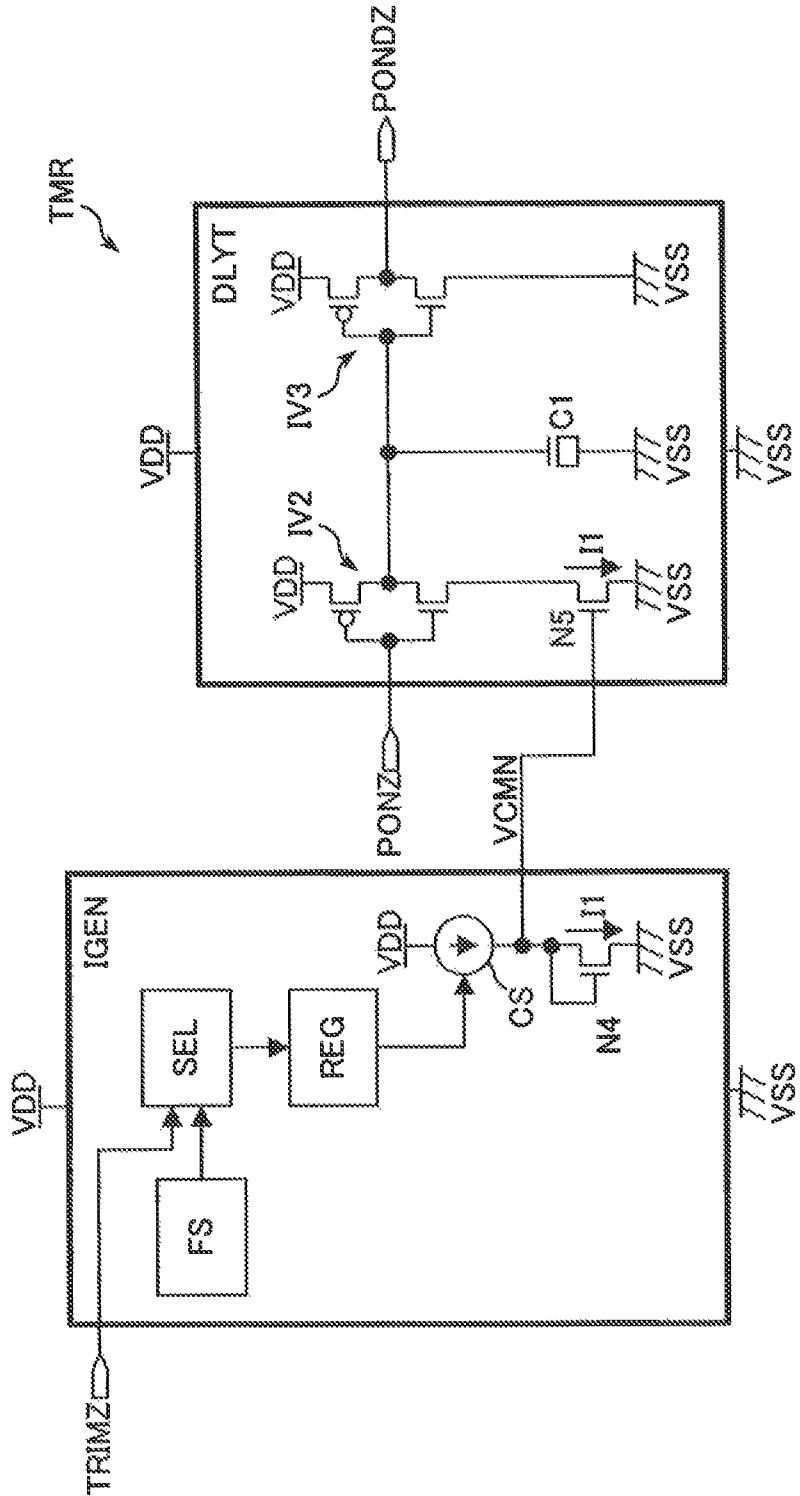 TMR
TRIMZ
VDD
IGEN
FS
SEL
REG
VDD
CS
N4
I1
VSS
VSS
VCMN
PONZ
VDD
DLYT
VDD
IV2
N5
I1
VSS
C1
VSS
IV3
VDD
VSS
VSS
PONDZ